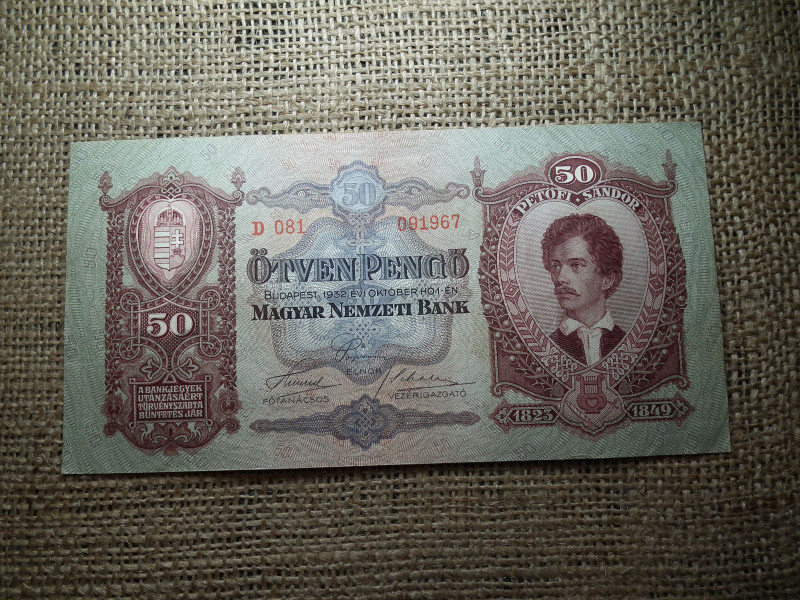 50
50
PETŐFI · SÁNDOR
D 081 091967
ÖTVEN PENGŐ
BUDAPEST, 1932. ÉVI OKTÓBER HÓ 1-ÉN
MAGYAR NEMZETI BANK
50
ELNÖK
FŐTANÁCSOS VEZÉRIGAZGATÓ
A BANKJEGYEK
UTÁNZÁSÁÉRT
TÖRVÉNYSZABTA
BÜNTETÉS JÁR
1823 1849